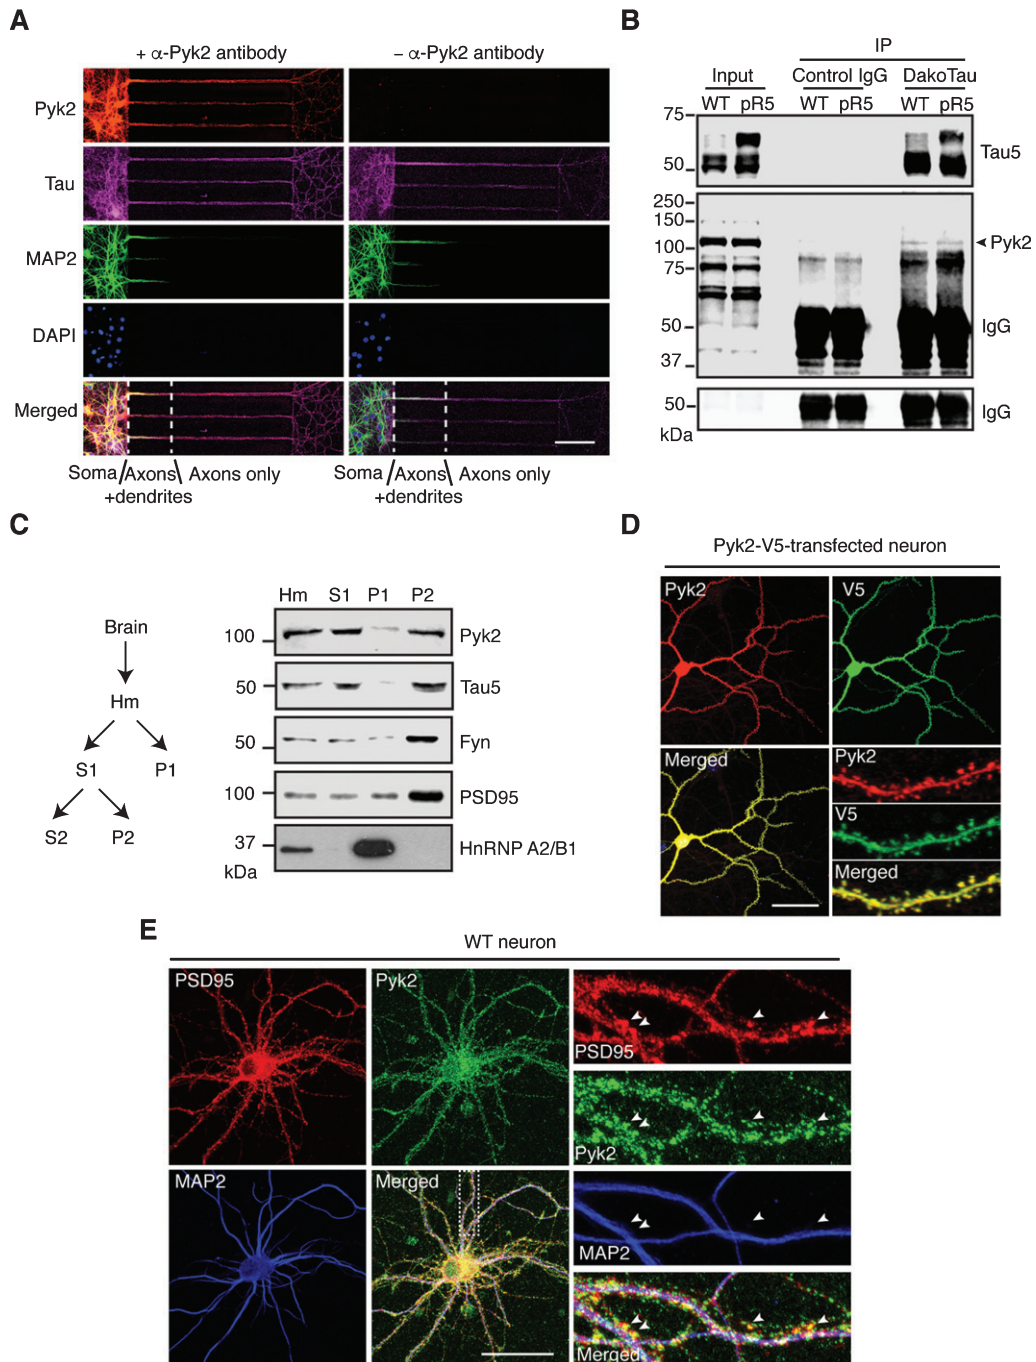 A
+ α-Pyk2 antibody
− α-Pyk2 antibody
Pyk2
Tau
MAP2
DAPI
Merged
Soma / Axons \ Axons only
+dendrites
Soma / Axons \ Axons only
+dendrites
B
IP
Input
Control IgG
DakoTau
WT pR5
WT pR5
WT pR5
75
50
Tau5
250
150
100
75
50
37
Pyk2
IgG
50
kDa
IgG
C
Brain
Hm
S1
P1
S2
P2
Hm S1 P1 P2
100
Pyk2
50
Tau5
50
Fyn
100
PSD95
37
kDa
HnRNP A2/B1
D
Pyk2-V5-transfected neuron
Pyk2
V5
Merged
Pyk2
V5
Merged
E
WT neuron
PSD95
Pyk2
PSD95
Pyk2
MAP2
Merged
MAP2
Merged